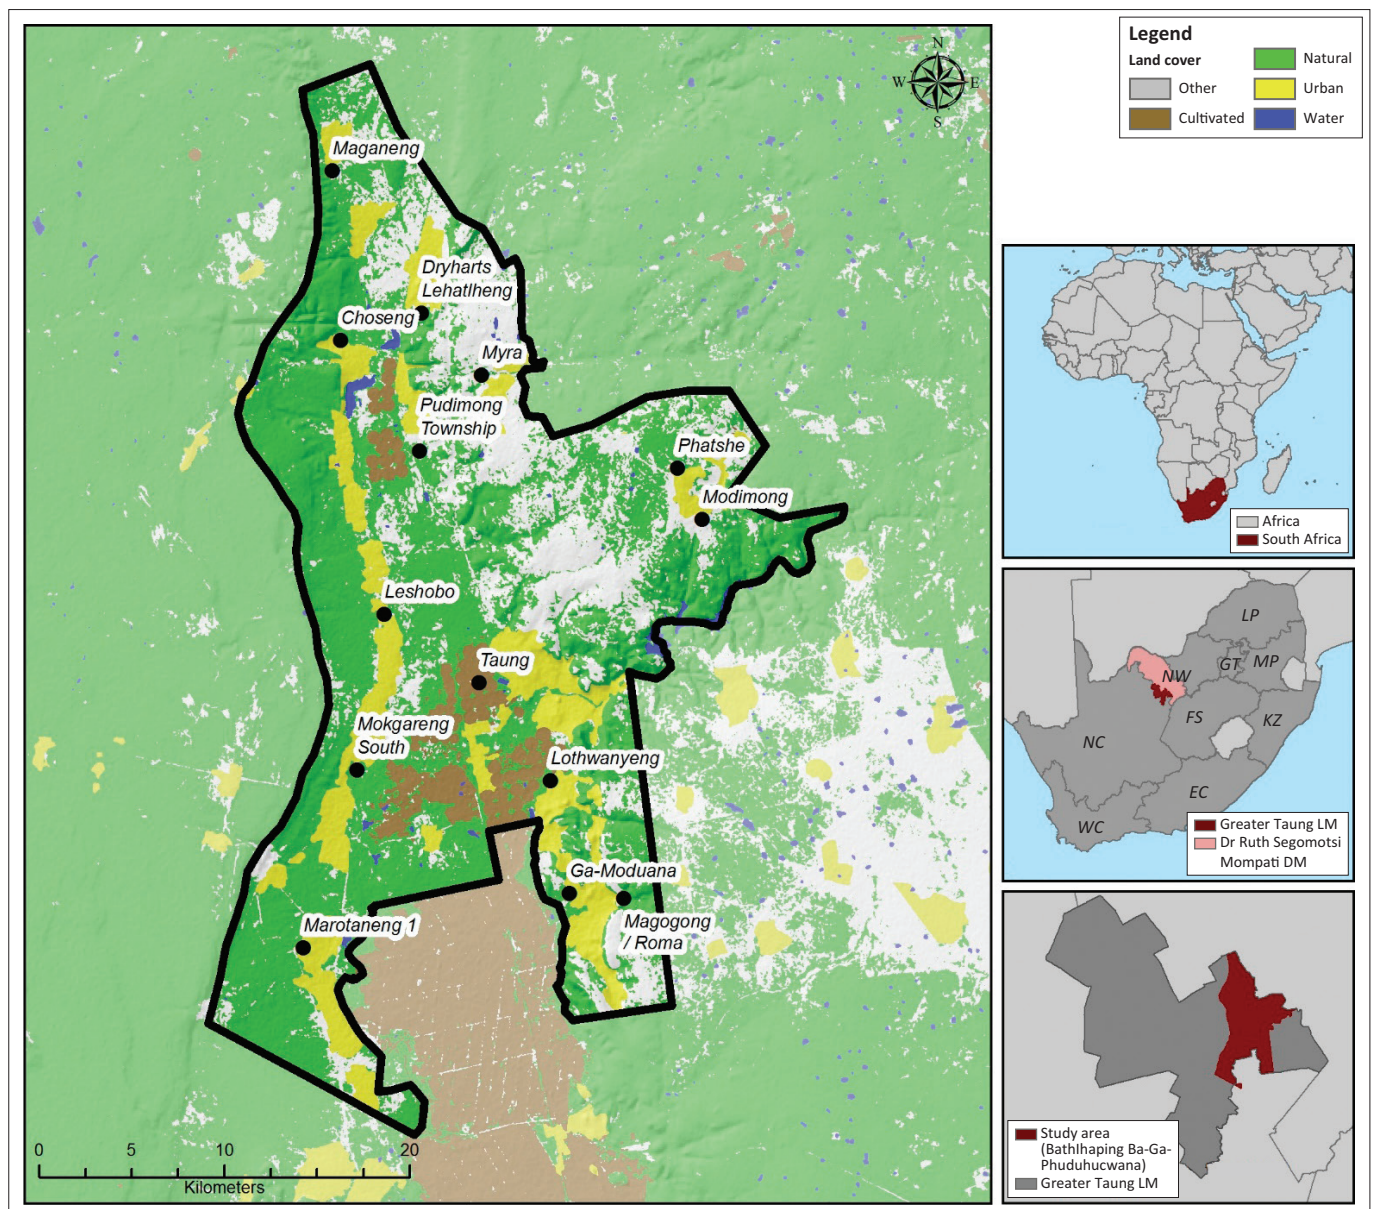 Legend
Land cover
Other
Cultivated
Natural
Urban
Water
N
W
E
S
Maganeng
Dryharts
Lehatlheng
Choseng
Myra
Pudimong
Township
Phatshe
Modimong
Leshobo
Taung
Mokgareng
South
Lothwanyeng
Ga-Moduana
Magogong
/ Roma
Marotaneng 1
0
5
10
20
Kilometers
Africa
South Africa
LP
GT
MP
NW
FS
KZ
NC
EC
WC
Greater Taung LM
Dr Ruth Segomotsi
Mompati DM
Study area
(Bathlhaping Ba-Ga-
Phuduhucwana)
Greater Taung LM